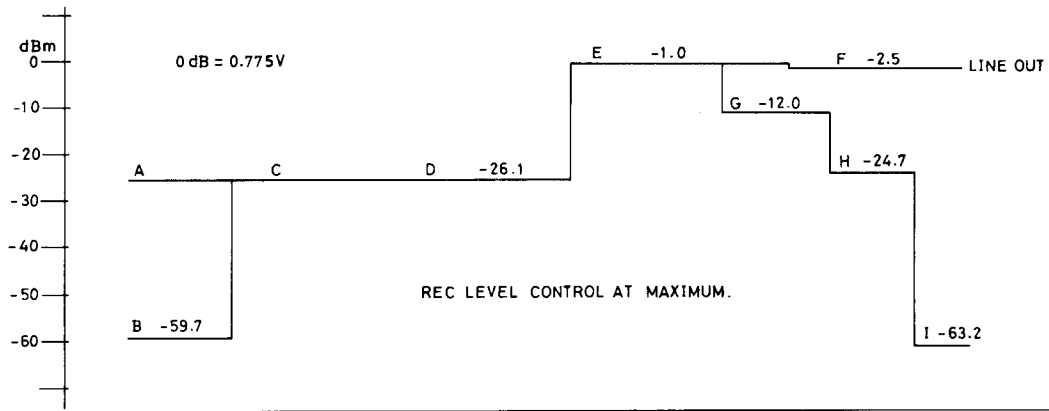 dBm
0 dB = 0.775V
E -1.0
F -2.5
LINE OUT
0
-10
G -12.0
-20
A
C
D -26.1
H -24.7
-30
-40
REC LEVEL CONTROL AT MAXIMUM.
-50
B -59.7
-60
I -63.2